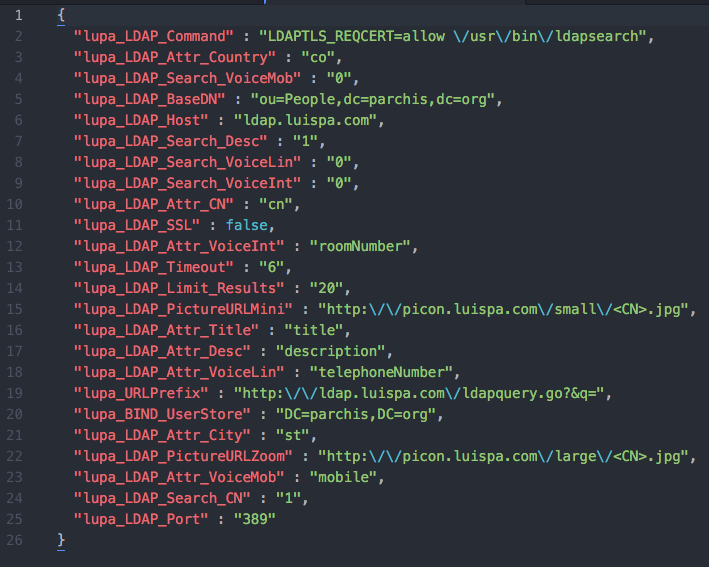 1 {
2 "lupa_LDAP_Command" : "LDAPTLS_REQCERT=allow \/usr\/bin\/ldapsearch",
3 "lupa_LDAP_Attr_Country" : "co",
4 "lupa_LDAP_Search_VoiceMob" : "0",
5 "lupa_LDAP_BaseDN" : "ou=People,dc=parchis,dc=org",
6 "lupa_LDAP_Host" : "ldap.luispa.com",
7 "lupa_LDAP_Search_Desc" : "1",
8 "lupa_LDAP_Search_VoiceLin" : "0",
9 "lupa_LDAP_Search_VoiceInt" : "0",
10 "lupa_LDAP_Attr_CN" : "cn",
11 "lupa_LDAP_SSL" : false,
12 "lupa_LDAP_Attr_VoiceInt" : "roomNumber",
13 "lupa_LDAP_Timeout" : "6",
14 "lupa_LDAP_Limit_Results" : "20",
15 "lupa_LDAP_PictureURLMini" : "http:\/\/picon.luispa.com\/small\/<CN>.jpg",
16 "lupa_LDAP_Attr_Title" : "title",
17 "lupa_LDAP_Attr_Desc" : "description",
18 "lupa_LDAP_Attr_VoiceLin" : "telephoneNumber",
19 "lupa_URLPrefix" : "http:\/\/ldap.luispa.com\/ldapquery.go?&q=",
20 "lupa_BIND_UserStore" : "DC=parchis,DC=org",
21 "lupa_LDAP_Attr_City" : "st",
22 "lupa_LDAP_PictureURLZoom" : "http:\/\/picon.luispa.com\/large\/<CN>.jpg",
23 "lupa_LDAP_Attr_VoiceMob" : "mobile",
24 "lupa_LDAP_Search_CN" : "1",
25 "lupa_LDAP_Port" : "389"
26 }